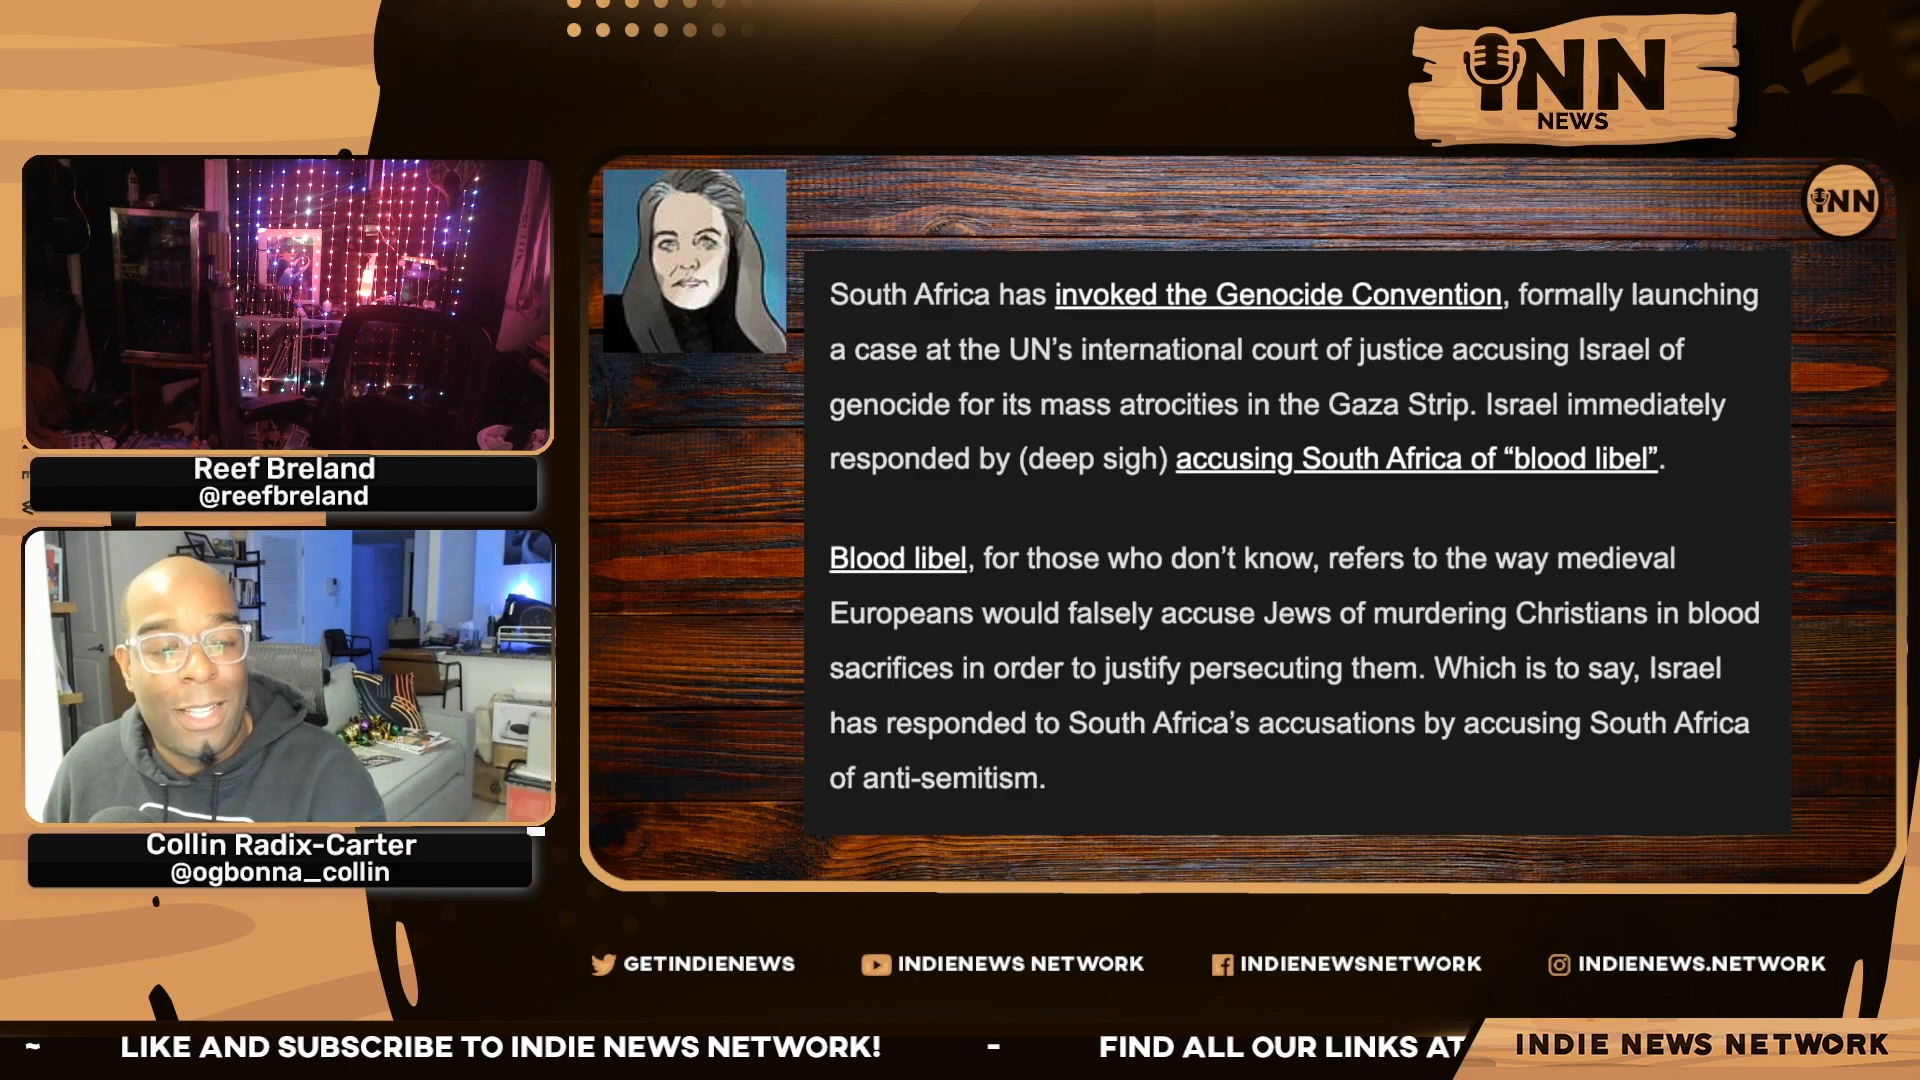 iNN
NEWS
iNN
South Africa has invoked the Genocide Convention, formally launching
a case at the UN’s international court of justice accusing Israel of
genocide for its mass atrocities in the Gaza Strip. Israel immediately
responded by (deep sigh) accusing South Africa of “blood libel”.
Blood libel, for those who don’t know, refers to the way medieval
Europeans would falsely accuse Jews of murdering Christians in blood
sacrifices in order to justify persecuting them. Which is to say, Israel
has responded to South Africa’s accusations by accusing South Africa
of anti-semitism.
Reef Breland
@reefbreland
Collin Radix-Carter
@ogbonna_collin
GETINDIENEWS
INDIENEWS NETWORK
INDIENEWSNETWORK
INDIENEWS.NETWORK
~ LIKE AND SUBSCRIBE TO INDIE NEWS NETWORK! - FIND ALL OUR LINKS AT
INDIE NEWS NETWORK